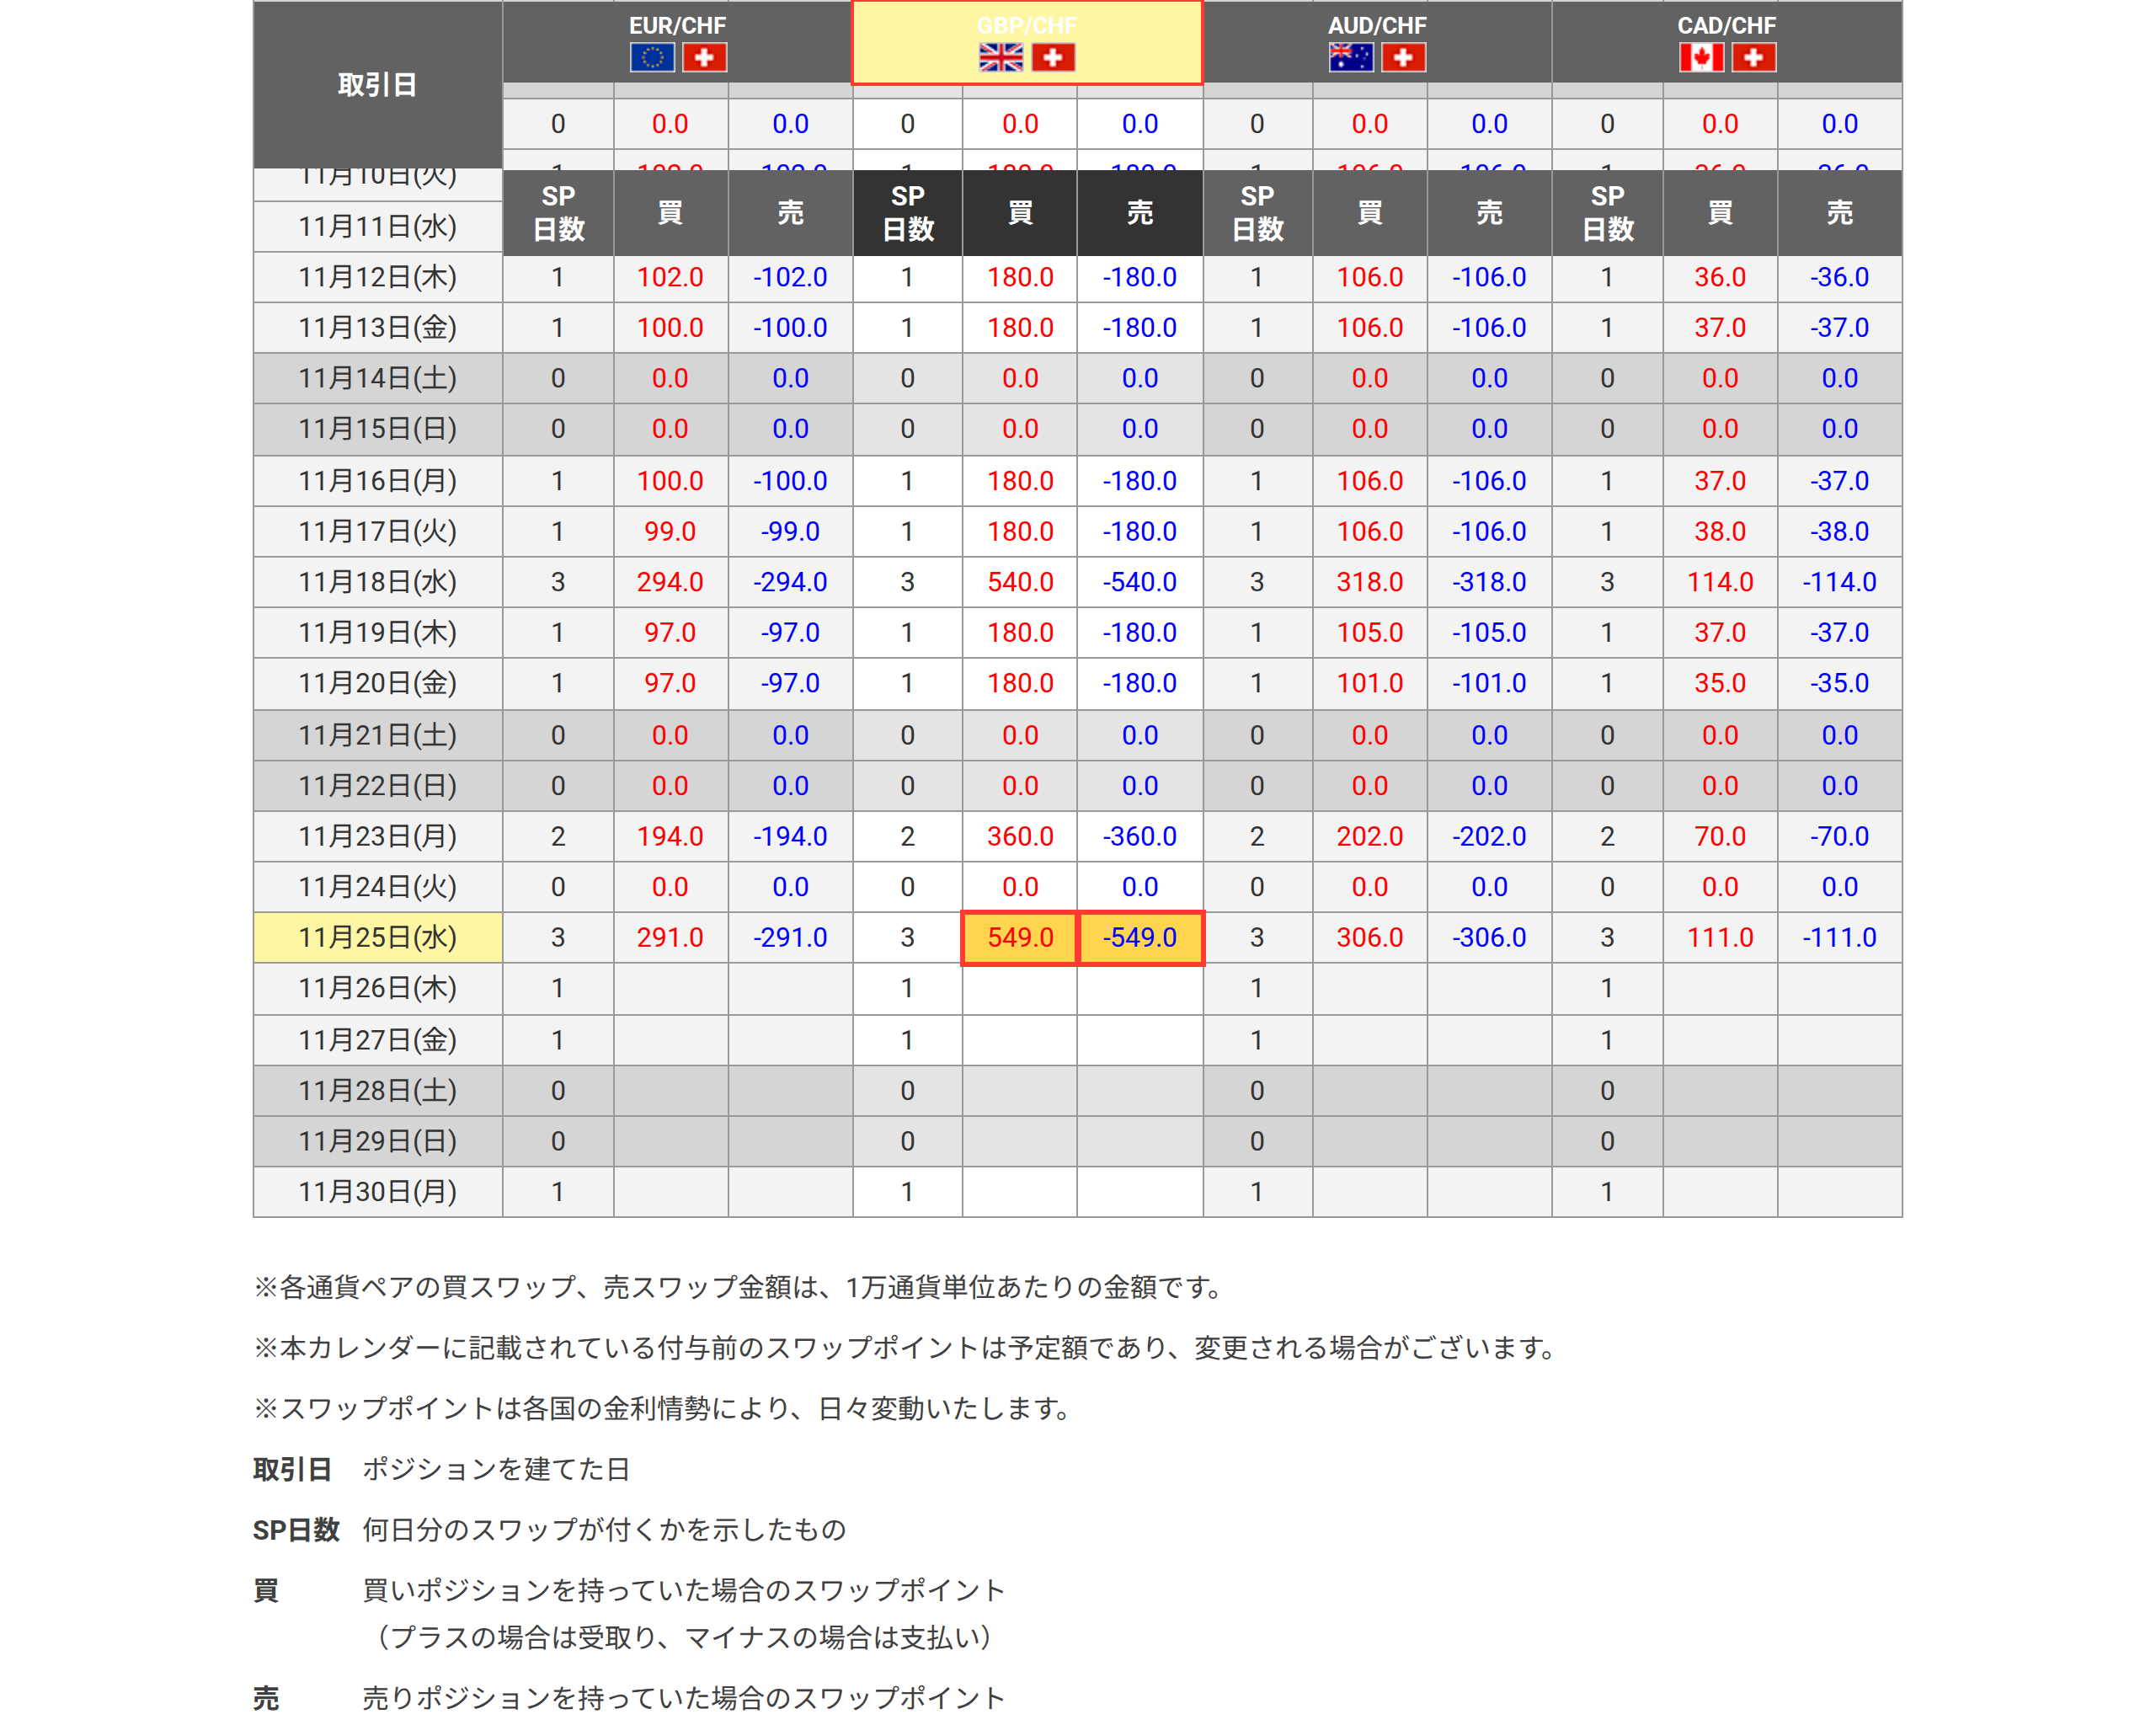 取引日 EUR/CHF GBP/CHF AUD/CHF CAD/CHF
0 0.0 0.0 0 0.0 0.0 0 0.0 0.0 0 0.0 0.0
11月10日(火)
11月11日(水)
SP日数 買 売 SP日数 買 売 SP日数 買 売 SP日数 買 売
11月12日(木) 1 102.0 -102.0 1 180.0 -180.0 1 106.0 -106.0 1 36.0 -36.0
11月13日(金) 1 100.0 -100.0 1 180.0 -180.0 1 106.0 -106.0 1 37.0 -37.0
11月14日(土) 0 0.0 0.0 0 0.0 0.0 0 0.0 0.0 0 0.0 0.0
11月15日(日) 0 0.0 0.0 0 0.0 0.0 0 0.0 0.0 0 0.0 0.0
11月16日(月) 1 100.0 -100.0 1 180.0 -180.0 1 106.0 -106.0 1 37.0 -37.0
11月17日(火) 1 99.0 -99.0 1 180.0 -180.0 1 106.0 -106.0 1 38.0 -38.0
11月18日(水) 3 294.0 -294.0 3 540.0 -540.0 3 318.0 -318.0 3 114.0 -114.0
11月19日(木) 1 97.0 -97.0 1 180.0 -180.0 1 105.0 -105.0 1 37.0 -37.0
11月20日(金) 1 97.0 -97.0 1 180.0 -180.0 1 101.0 -101.0 1 35.0 -35.0
11月21日(土) 0 0.0 0.0 0 0.0 0.0 0 0.0 0.0 0 0.0 0.0
11月22日(日) 0 0.0 0.0 0 0.0 0.0 0 0.0 0.0 0 0.0 0.0
11月23日(月) 2 194.0 -194.0 2 360.0 -360.0 2 202.0 -202.0 2 70.0 -70.0
11月24日(火) 0 0.0 0.0 0 0.0 0.0 0 0.0 0.0 0 0.0 0.0
11月25日(水) 3 291.0 -291.0 3 549.0 -549.0 3 306.0 -306.0 3 111.0 -111.0
11月26日(木) 1 1 1 1
11月27日(金) 1 1 1 1
11月28日(土) 0 0 0 0
11月29日(日) 0 0 0 0
11月30日(月) 1 1 1 1
※各通貨ペアの買スワップ、売スワップ金額は、1万通貨単位あたりの金額です。
※本カレンダーに記載されている付与前のスワップポイントは予定額であり、変更される場合がございます。
※スワップポイントは各国の金利情勢により、日々変動いたします。
取引日 ポジションを建てた日
SP日数 何日分のスワップが付くかを示したもの
買 買いポジションを持っていた場合のスワップポイント
（プラスの場合は受取り、マイナスの場合は支払い）
売 売りポジションを持っていた場合のスワップポイント